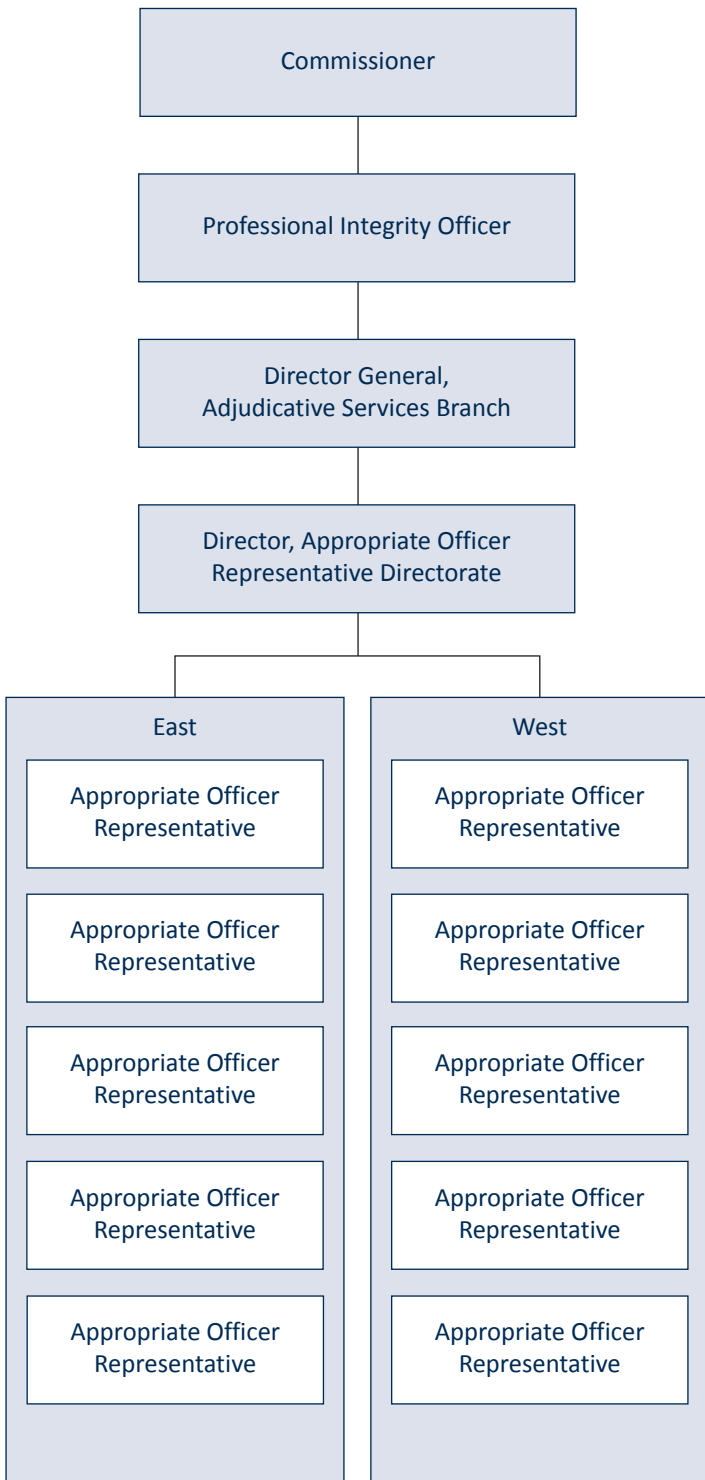 Commissioner
Professional Integrity Officer
Director General,
Adjudicative Services Branch
Director, Appropriate Officer
Representative Directorate
East
Appropriate Officer
Representative
Appropriate Officer
Representative
Appropriate Officer
Representative
Appropriate Officer
Representative
Appropriate Officer
Representative
West
Appropriate Officer
Representative
Appropriate Officer
Representative
Appropriate Officer
Representative
Appropriate Officer
Representative
Appropriate Officer
Representative